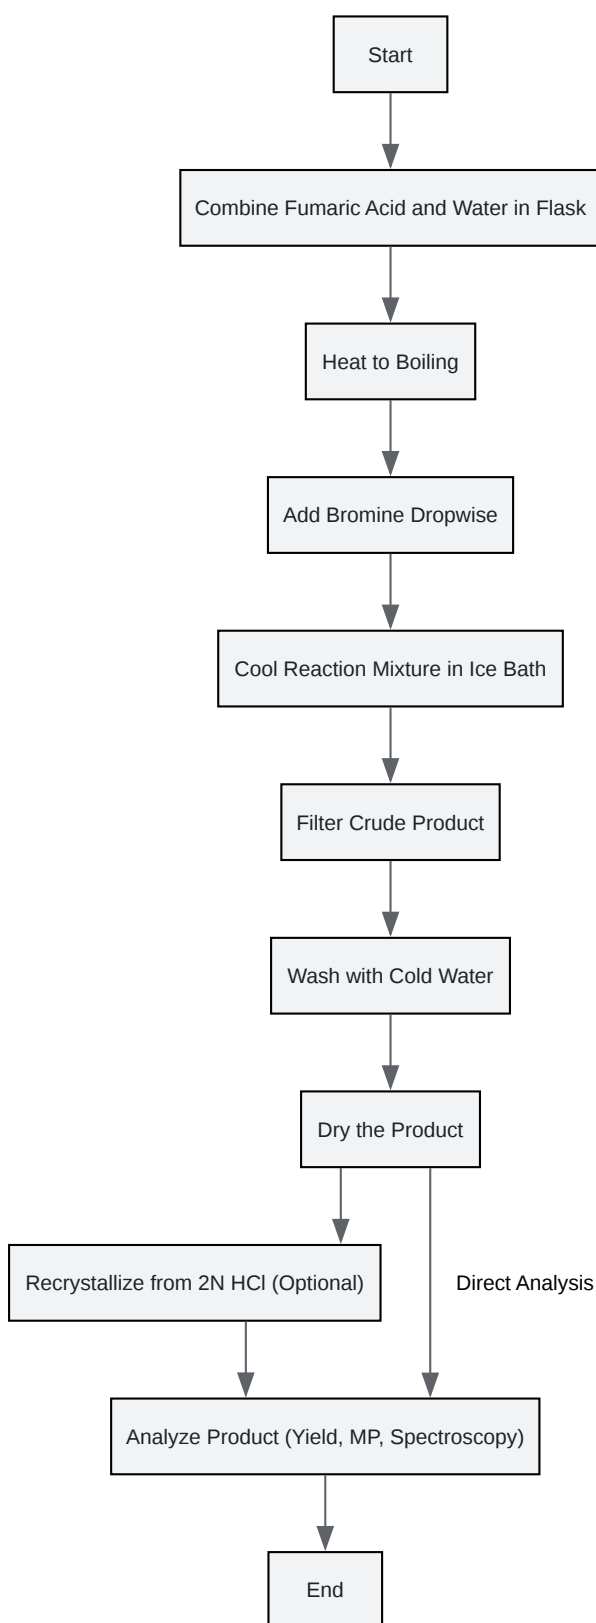 Start
Combine Fumaric Acid and Water in Flask
Heat to Boiling
Add Bromine Dropwise
Cool Reaction Mixture in Ice Bath
Filter Crude Product
Wash with Cold Water
Dry the Product
Recrystallize from 2N HCl (Optional)
Direct Analysis
Analyze Product (Yield, MP, Spectroscopy)
End